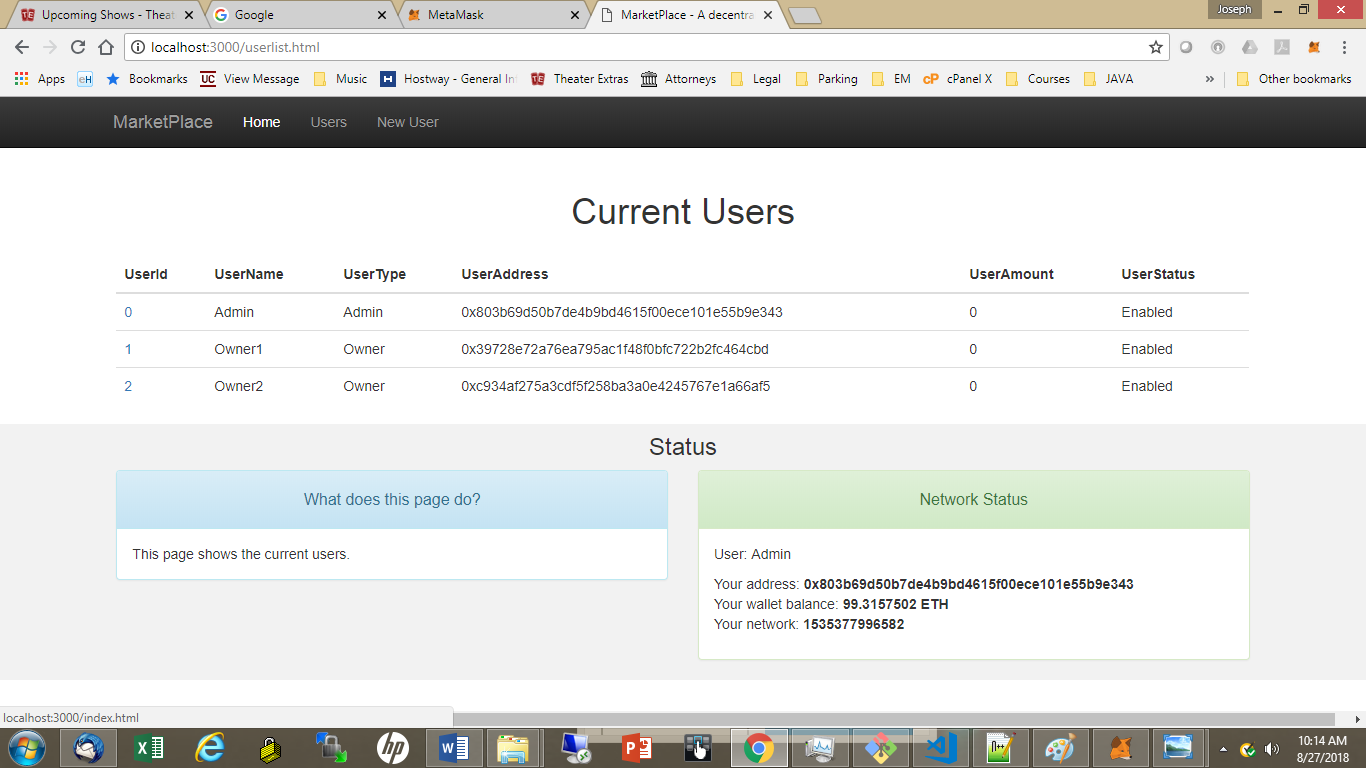 Upcoming Shows - Theat
Google
MetaMask
MarketPlace - A decentra
Joseph
localhost:3000/userlist.html
Apps eH Bookmarks UC View Message Music H Hostway - General In TE Theater Extras Attorneys Legal Parking EM cP cPanel X Courses JAVA » Other bookmarks
MarketPlace Home Users New User
Current Users
UserId UserName UserType UserAddress UserAmount UserStatus
0 Admin Admin 0x803b69d50b7de4b9bd4615f00ece101e55b9e343 0 Enabled
1 Owner1 Owner 0x39728e72a76ea795ac1f48f0bfc722b2fc464cbd 0 Enabled
2 Owner2 Owner 0xc934af275a3cdf5f258ba3a0e4245767e1a66af5 0 Enabled
Status
What does this page do?
This page shows the current users.
Network Status
User: Admin
Your address: 0x803b69d50b7de4b9bd4615f00ece101e55b9e343
Your wallet balance: 99.3157502 ETH
Your network: 1535377996582
localhost:3000/index.html
10:14 AM
8/27/2018